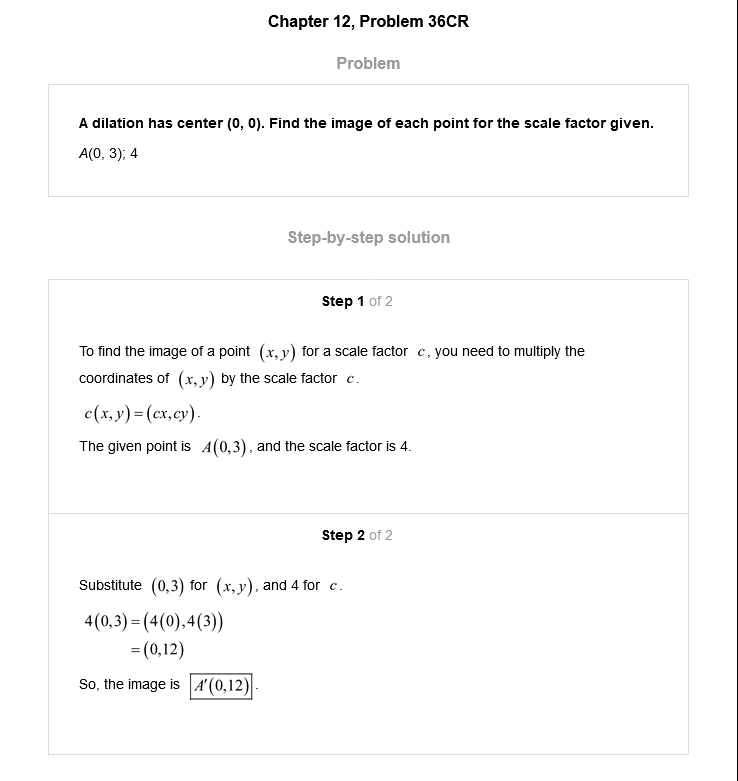 Chapter 12, Problem 36CR
Problem
A dilation has center (0, 0). Find the image of each point for the scale factor given.
A(0, 3); 4
Step-by-step solution
Step 1 of 2
To find the image of a point (x, y) for a scale factor c, you need to multiply the
coordinates of (x, y) by the scale factor c.
c(x, y) = (cx, cy).
The given point is A(0,3), and the scale factor is 4.
Step 2 of 2
Substitute (0,3) for (x, y), and 4 for c.
4(0,3) = (4(0),4(3))
= (0,12)
So, the image is A′(0,12).